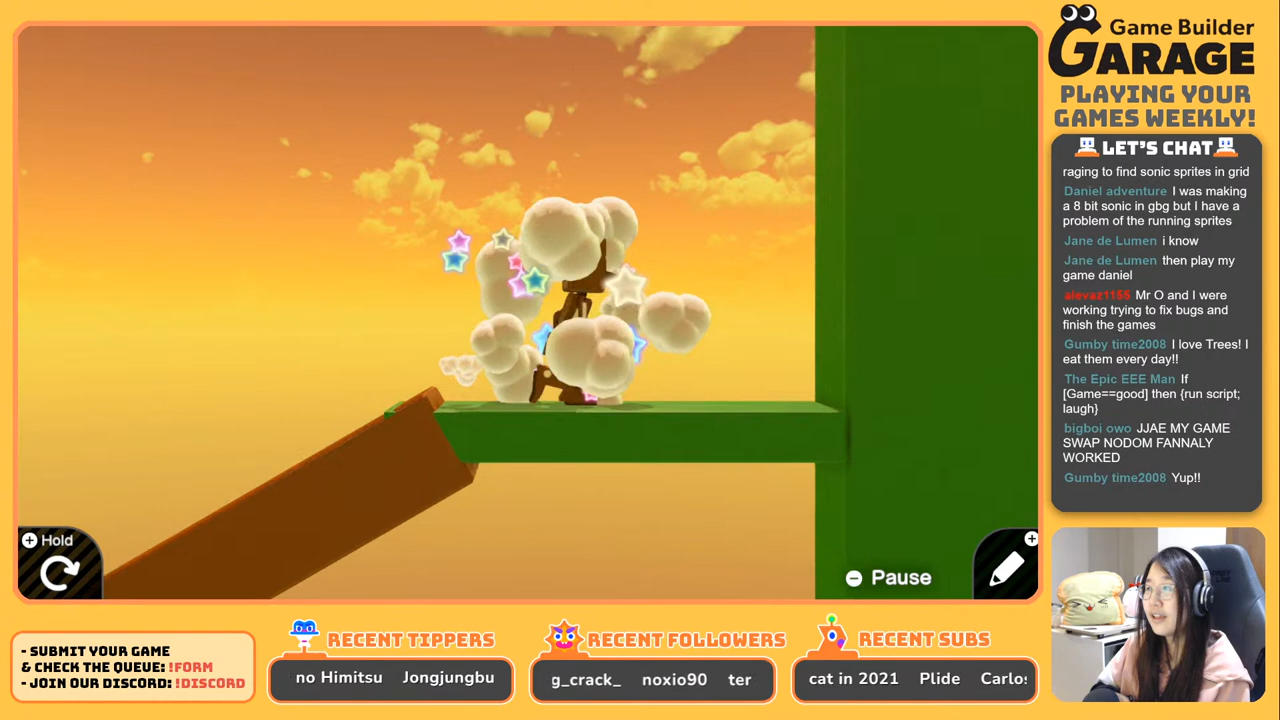 Game Builder
GARAGE
PLAYING YOUR
GAMES WEEKLY!
LET'S CHAT
raging to find sonic sprites in grid
Daniel adventure I was making
a 8 bit sonic in gbg but I have a
problem of the running sprites
Jane de Lumen i know
Jane de Lumen then play my
game daniel
alevaz1155 Mr O and I were
working trying to fix bugs and
finish the games
Gumby time2008 I love Trees! I
eat them every day!!
The Epic EEE Man If
[Game==good] then {run script;
laugh}
bigboi owo JJAE MY GAME
SWAP NODOM FANNALY
WORKED
Gumby time2008 Yup!!
Hold
Pause
- SUBMIT YOUR GAME
& CHECK THE QUEUE: !FORM
- JOIN OUR DISCORD: !DISCORD
RECENT TIPPERS
no Himitsu Jongjungbu
RECENT FOLLOWERS
g_crack_ noxio90 ter
RECENT SUBS
cat in 2021 Plide Carlos